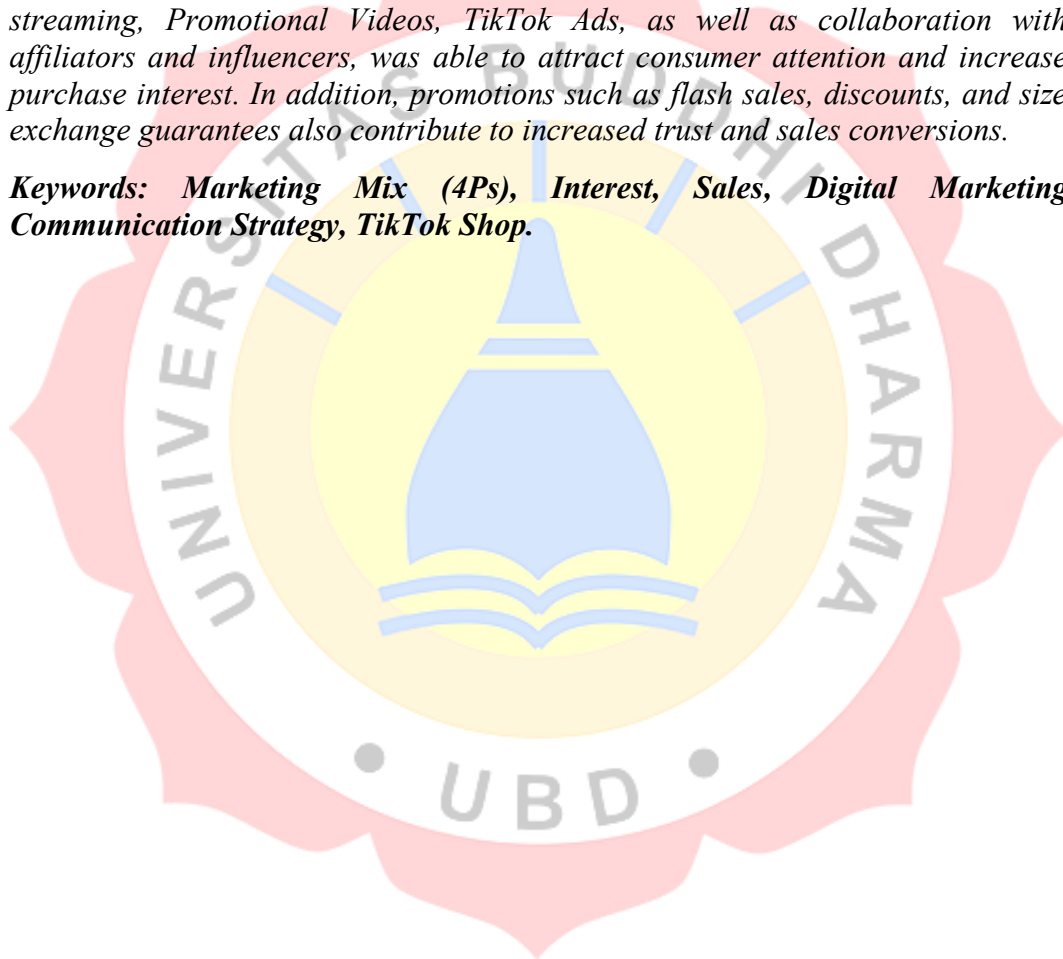 streaming, Promotional Videos, TikTok Ads, as well as collaboration with
affiliators and influencers, was able to attract consumer attention and increase
purchase interest. In addition, promotions such as flash sales, discounts, and size
exchange guarantees also contribute to increased trust and sales conversions.
Keywords: Marketing Mix (4Ps), Interest, Sales, Digital Marketing
Communication Strategy, TikTok Shop.
UNIVERSITAS BUDDHI DHARMA
• UBD •